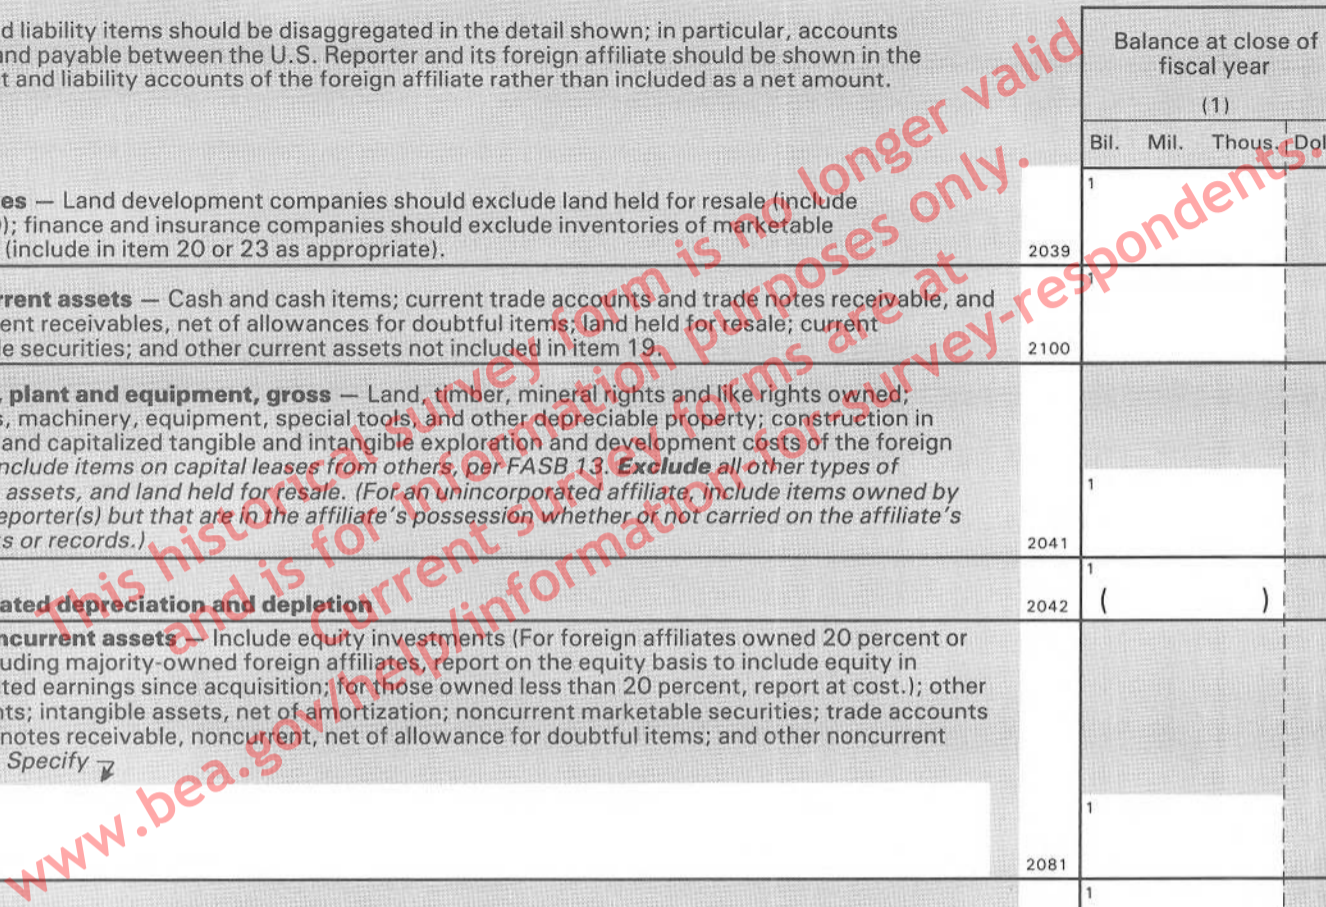 d liability items should be disaggregated in the detail shown; in particular, accounts
nd payable between the U.S. Reporter and its foreign affiliate should be shown in the
t and liability accounts of the foreign affiliate rather than included as a net amount.
Balance at close of
fiscal year
(1)
Bil. Mil. Thous. Dol
es — Land development companies should exclude land held for resale (include
); finance and insurance companies should exclude inventories of marketable
(include in item 20 or 23 as appropriate).
2039
1
rrent assets — Cash and cash items; current trade accounts and trade notes receivable, and
ent receivables, net of allowances for doubtful items; land held for resale; current
le securities; and other current assets not included in item 19.
2100
1
, plant and equipment, gross — Land, timber, mineral rights and like rights owned;
s, machinery, equipment, special tools, and other depreciable property; construction in
and capitalized tangible and intangible exploration and development costs of the foreign
nclude items on capital leases from others, per FASB 13. Exclude all other types of
assets, and land held for resale. (For an unincorporated affiliate, include items owned by
eporter(s) but that are in the affiliate's possession whether or not carried on the affiliate's
s or records.)
2041
1
ated depreciation and depletion
2042
1
( )
ncurrent assets — Include equity investments (For foreign affiliates owned 20 percent or
uding majority-owned foreign affiliates, report on the equity basis to include equity in
ted earnings since acquisition; for those owned less than 20 percent, report at cost.); other
nts; intangible assets, net of amortization; noncurrent marketable securities; trade accounts
notes receivable, noncurrent, net of allowance for doubtful items; and other noncurrent
Specify
2081
1
1
This historical survey form is no longer valid
and is for information purposes only.
Current survey forms are at
www.bea.gov/help/information-for-survey-respondents.